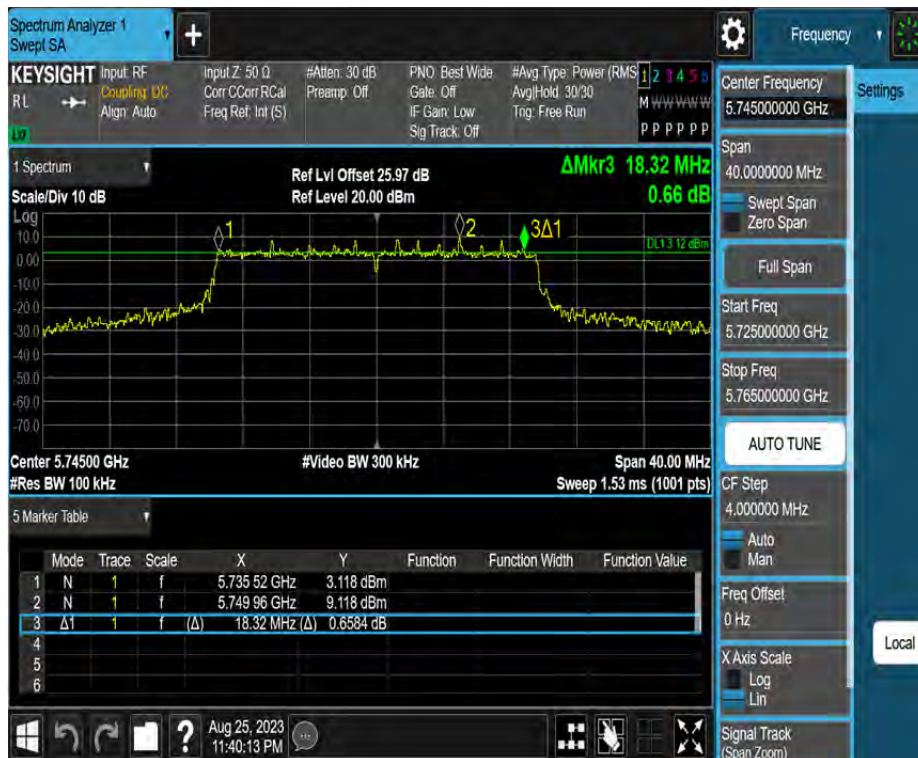 Spectrum Analyzer 1
Swept SA
+
Frequency
KEYSIGHT
RL
LXI
Input: RF
Coupling: DC
Align: Auto
Input Z: 50 Ω
Corr CCorr RCal
Freq Ref: Int (S)
#Atten: 30 dB
Preamp: Off
PNO: Best Wide
Gate: Off
IF Gain: Low
Sig Track: Off
#Avg Type: Power (RMS
Avg|Hold: 30/30
Trig: Free Run
1 2 3 4 5 6
M W W W W W
P P P P P P
1 Spectrum
Scale/Div 10 dB
Ref Lvl Offset 25.97 dB
Ref Level 20.00 dBm
ΔMkr3 18.32 MHz
0.66 dB
Log
10.0
0.00
-10.0
-20.0
-30.0
-40.0
-50.0
-60.0
-70.0
1
2
3Δ1
DL1 3.12 dBm
Center 5.74500 GHz
#Video BW 300 kHz
Span 40.00 MHz
#Res BW 100 kHz
Sweep 1.53 ms (1001 pts)
5 Marker Table
Mode Trace Scale X Y Function Function Width Function Value
1 N 1 f 5.735 52 GHz 3.118 dBm
2 N 1 f 5.749 96 GHz 9.118 dBm
3 Δ1 1 f (Δ) 18.32 MHz (Δ) 0.6584 dB
4
5
6
?
Aug 25, 2023
11:40:13 PM
Center Frequency
5.745000000 GHz
Settings
Span
40.0000000 MHz
Swept Span
Zero Span
Full Span
Start Freq
5.725000000 GHz
Stop Freq
5.765000000 GHz
AUTO TUNE
CF Step
4.000000 MHz
Auto
Man
Freq Offset
0 Hz
Local
X Axis Scale
Log
Lin
Signal Track
(Span Zoom)